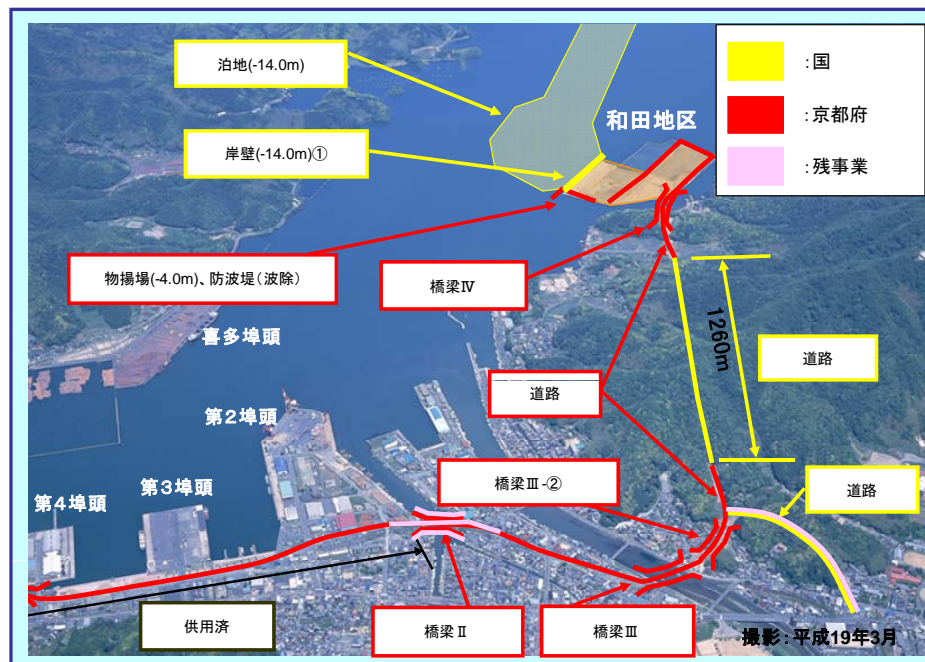 泊地(-14.0m)
:国
和田地区
:京都府
岸壁(-14.0m)①
:残事業
物揚場(-4.0m)、防波堤(波除)
橋梁Ⅳ
1260m
喜多埠頭
道路
道路
第2埠頭
橋梁Ⅲ-②
第3埠頭
道路
第4埠頭
供用済
橋梁Ⅱ
橋梁Ⅲ
撮影:平成19年3月